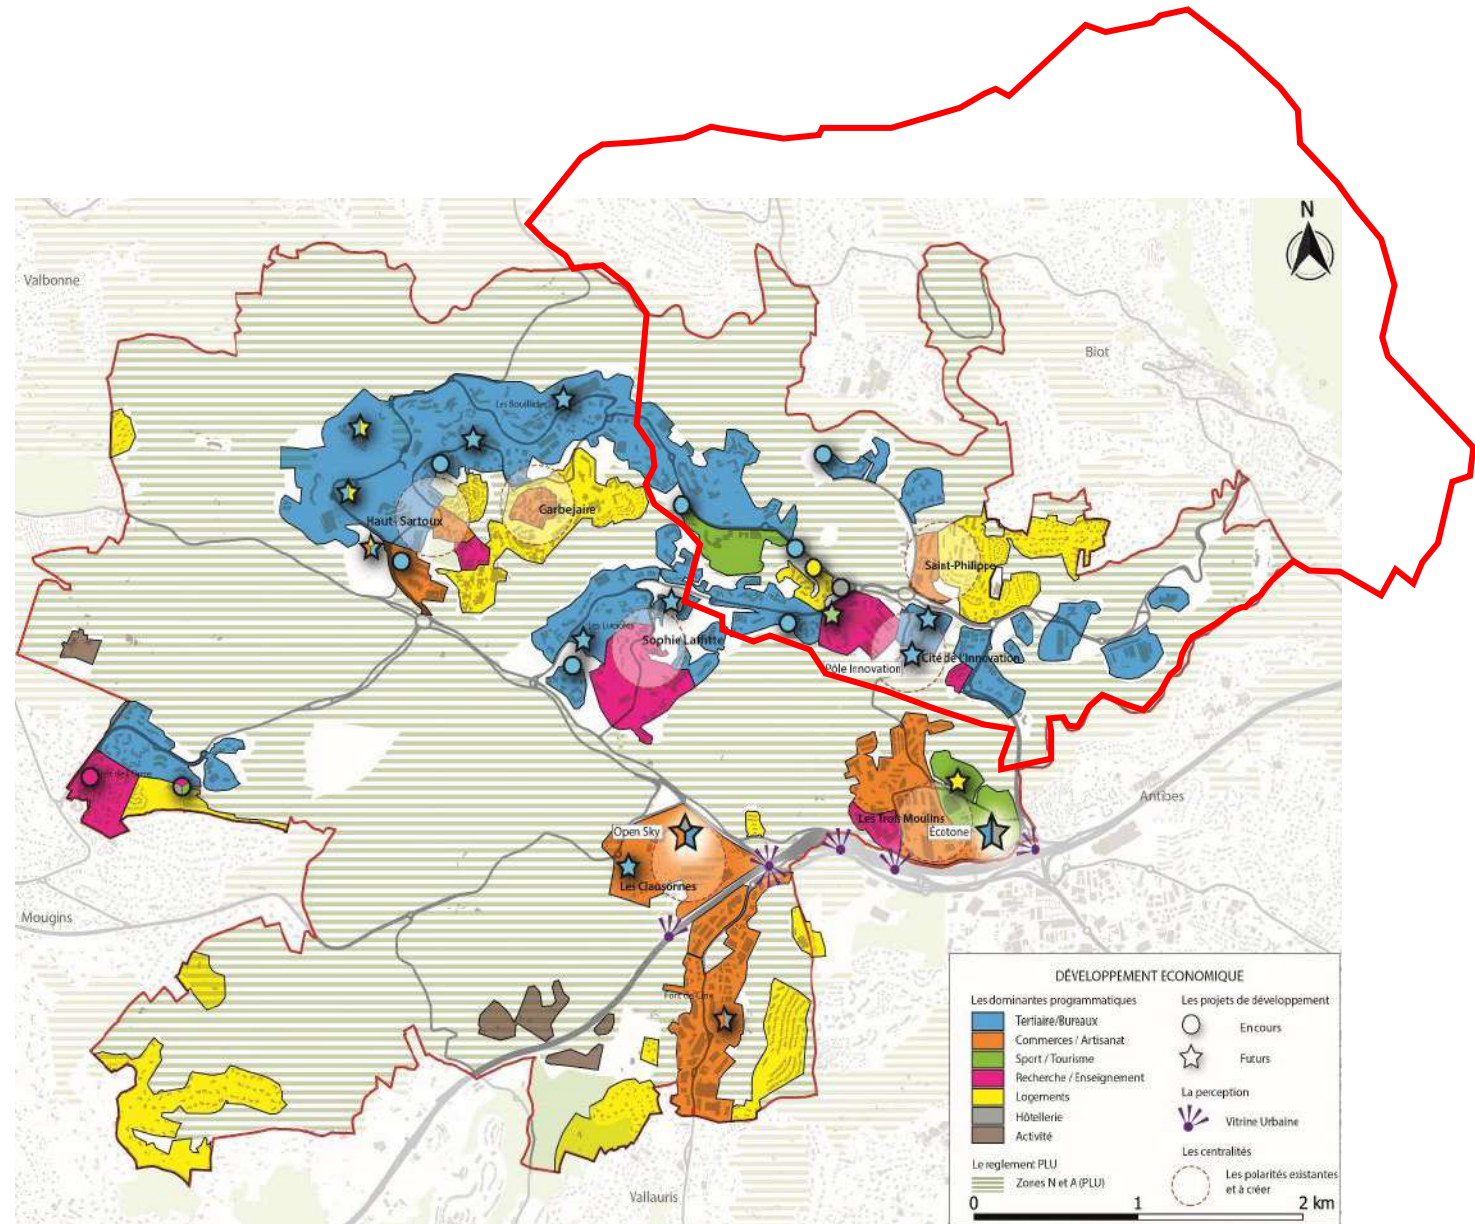 N
Valbonne
Biot
Les Bouillides
Garbejaire
Haut- Sartoux
Saint-Philippe
Sophie Laffitte
Cité de L'Innovation
Pôle Innovation
Antibes
Open Sky
Les Trois Moulins
Écotone
Les Clausonnes
Mougins
Vallauris
DÉVELOPPEMENT ECONOMIQUE
Les dominantes programmatiques
Tertiaire/Bureaux
Commerces / Artisanat
Sport / Tourisme
Recherche / Enseignement
Logements
Hôtellerie
Activité
Le reglement PLU
Zones N et A (PLU)
Les projets de développement
En cours
Futurs
La perception
Vitrine Urbaine
Les centralités
Les polarités existantes
et à créer
0 1 2 km